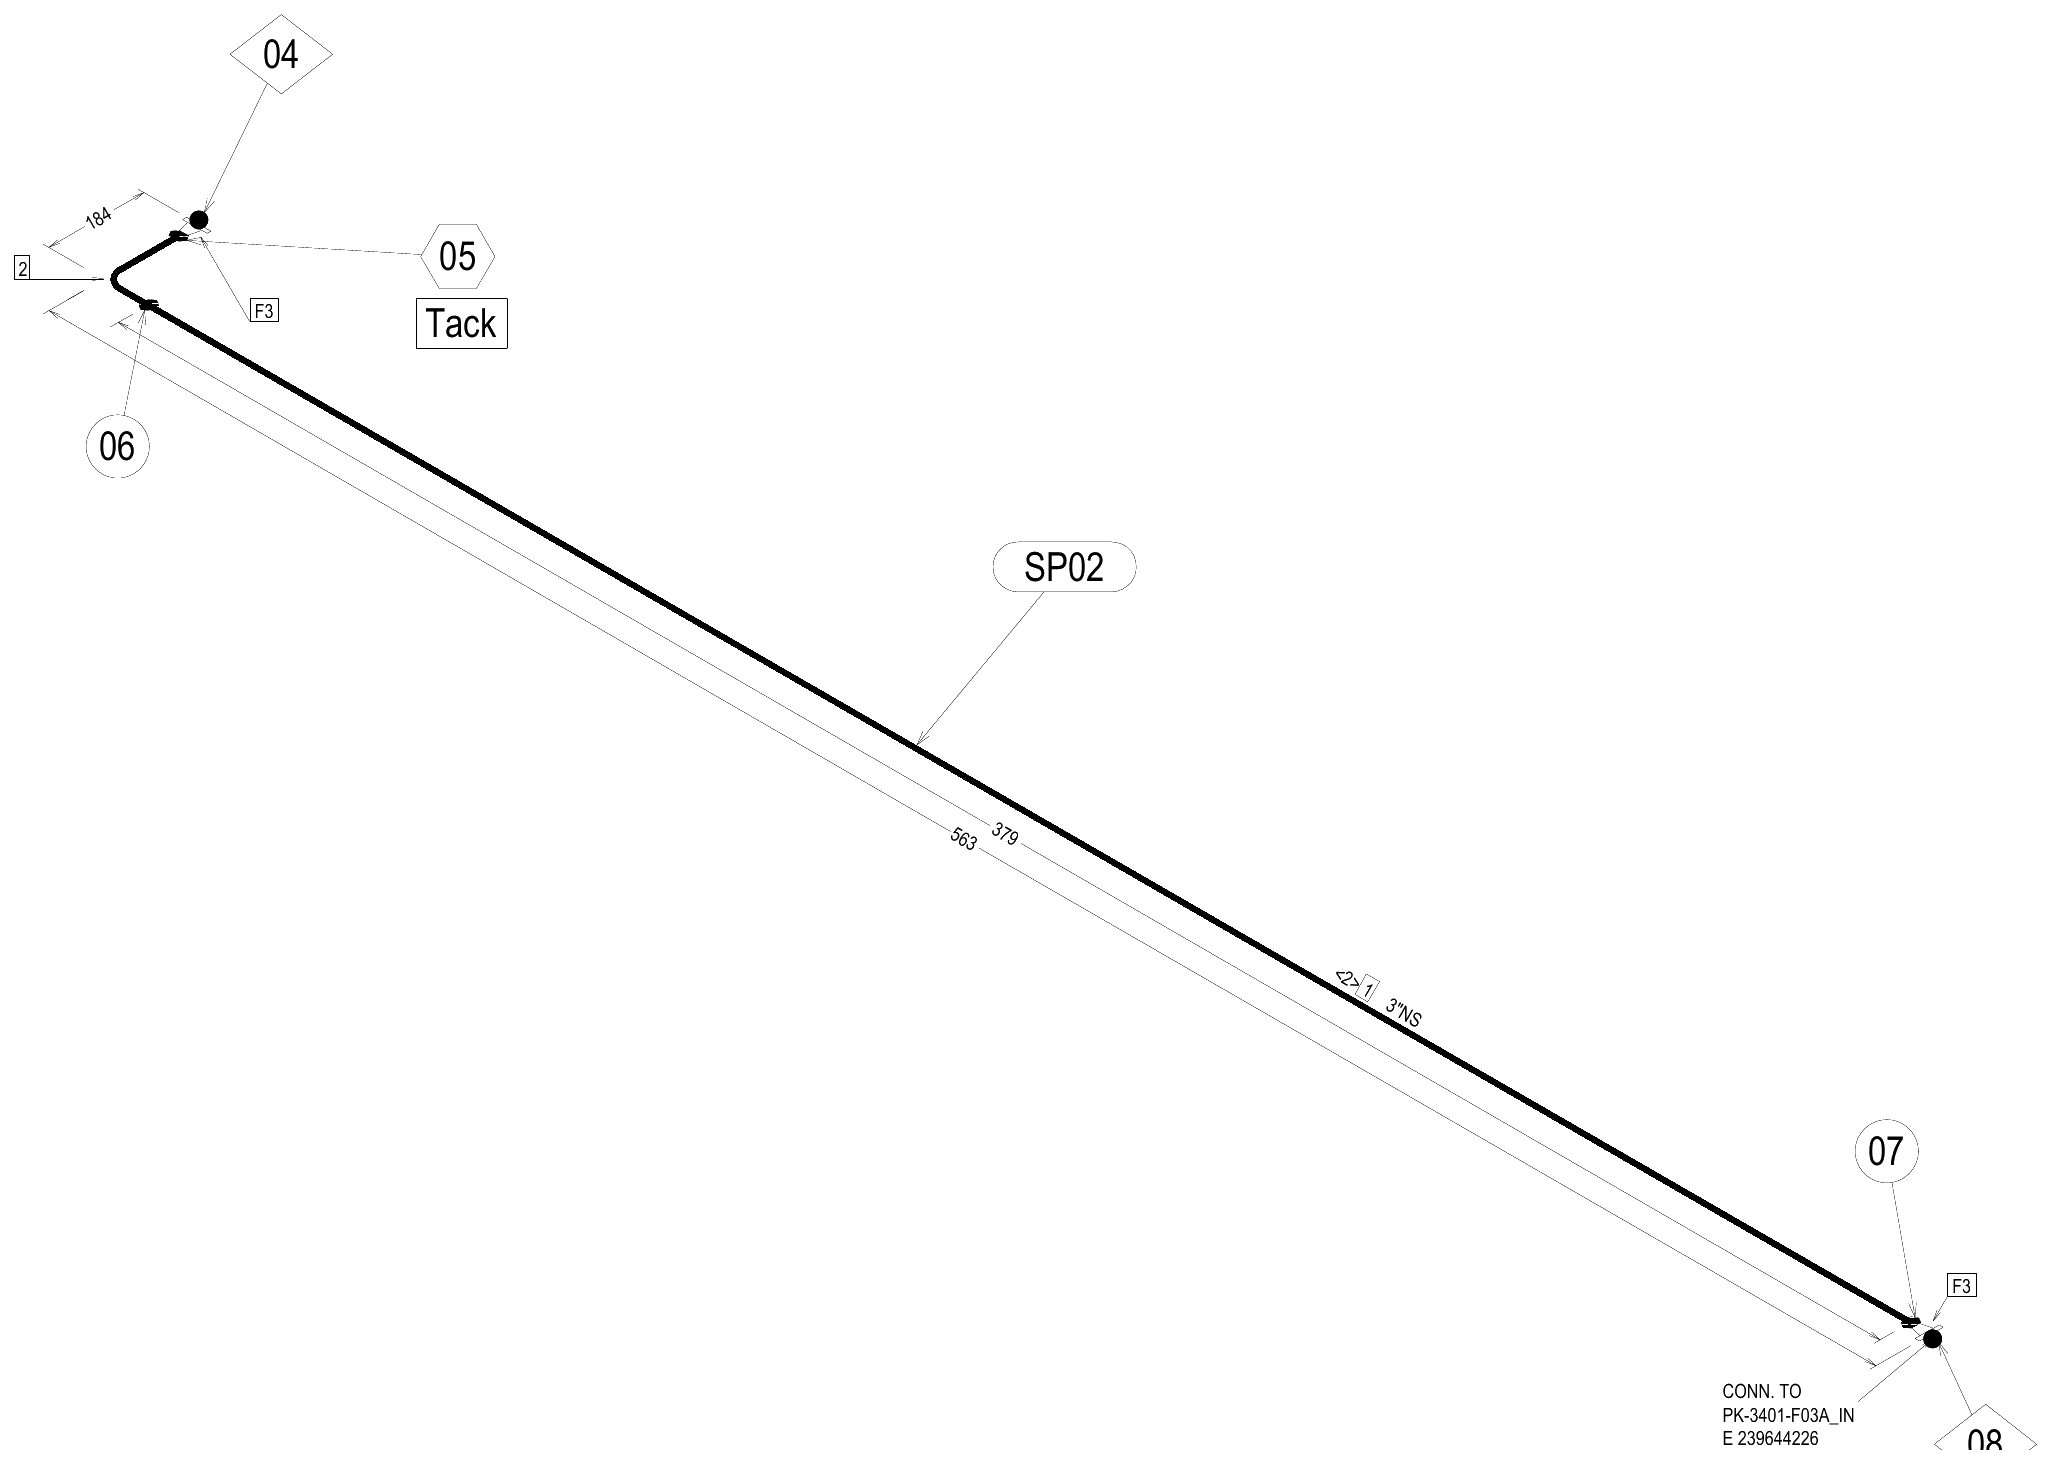 04
184
05
2
F3
Tack
06
SP02
379
563
<2> 1 3"NS
07
F3
CONN. TO
PK-3401-F03A_IN
E 239644226
08